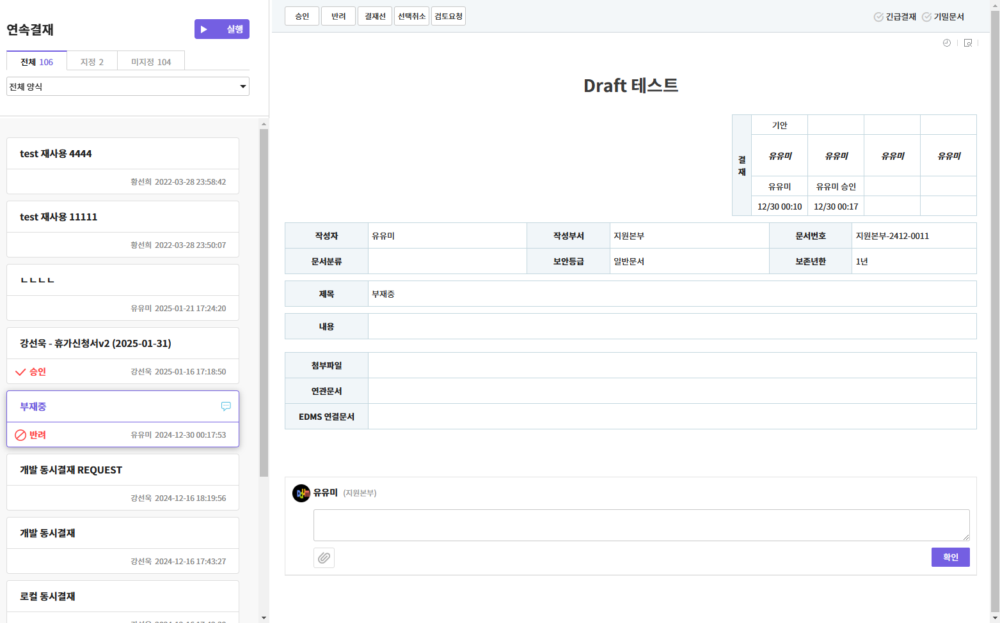 연속결재
실행
전체 106
지정 2
미지정 104
전체 양식
test 재사용 4444
황선희 2022-03-28 23:58:42
test 재사용 11111
황선희 2022-03-28 23:50:07
ㄴㄴㄴㄴ
유유미 2025-01-21 17:24:20
강선욱 - 휴가신청서v2 (2025-01-31)
승인 강선욱 2025-01-16 17:18:50
부재중
반려 유유미 2024-12-30 00:17:53
개발 동시결재 REQUEST
강선욱 2024-12-16 18:19:56
개발 동시결재
강선욱 2024-12-16 17:43:27
로컬 동시결재
승인 반려 결재선 선택취소 검토요청
긴급결재 기밀문서
Draft 테스트
결재
기안
유유미 유유미 유유미 유유미
유유미 유유미 승인
12/30 00:10 12/30 00:17
작성자 유유미 작성부서 지원본부 문서번호 지원본부-2412-0011
문서분류 보안등급 일반문서 보존년한 1년
제목 부재중
내용
첨부파일
연관문서
EDMS 연결문서
유유미 (지원본부)
확인